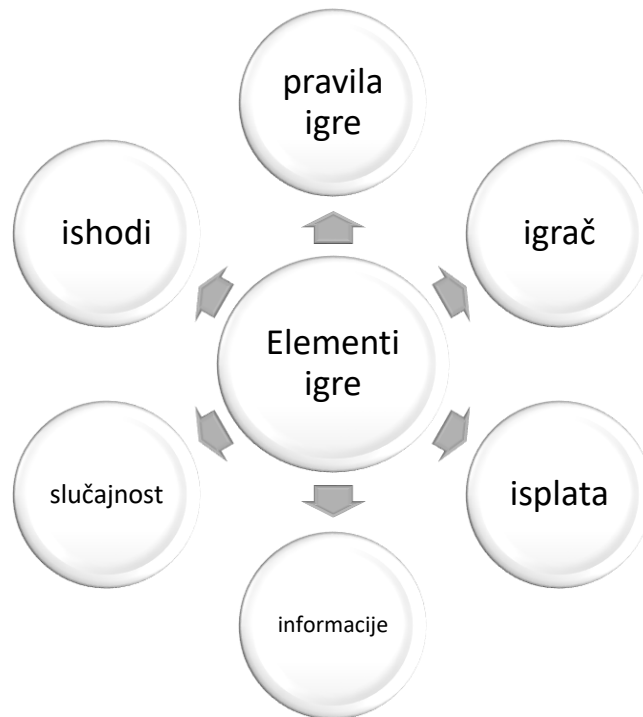 pravila
igre
ishodi
igrač
Elementi
igre
slučajnost
isplata
informacije